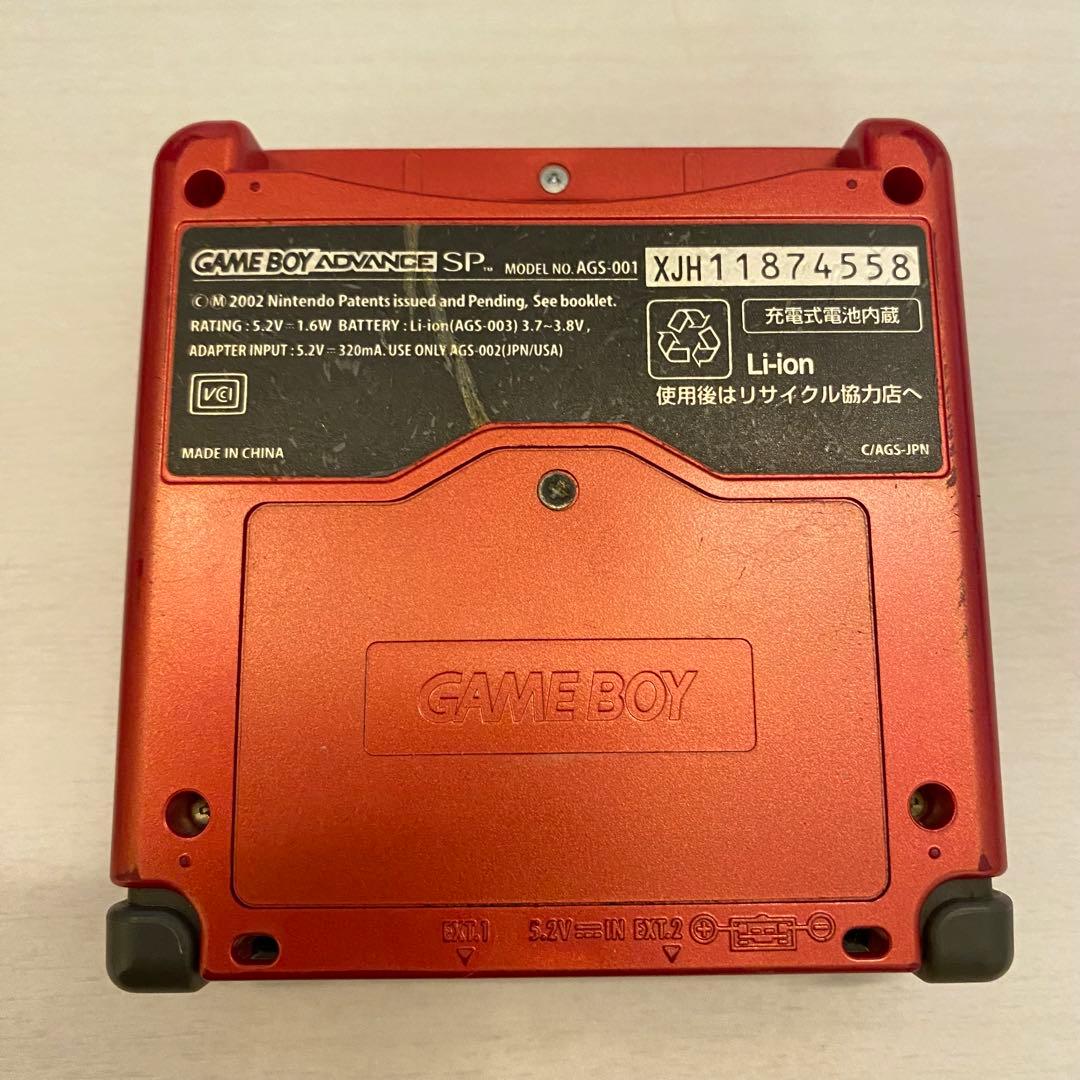 GAME BOY ADVANCE SP™ MODEL NO. AGS-001 XJH11874558
Ⓒ Ⓜ 2002 Nintendo Patents issued and Pending, See booklet.
RATING : 5.2V⎓1.6W BATTERY : Li-ion(AGS-003) 3.7~3.8V ,
ADAPTER INPUT : 5.2V⎓320mA. USE ONLY AGS-002(JPN/USA)
VCI
充電式電池内蔵
Li-ion
使用後はリサイクル協力店へ
MADE IN CHINA
C/AGS-JPN
GAME BOY
EXT.1 5.2V⎓IN EXT.2